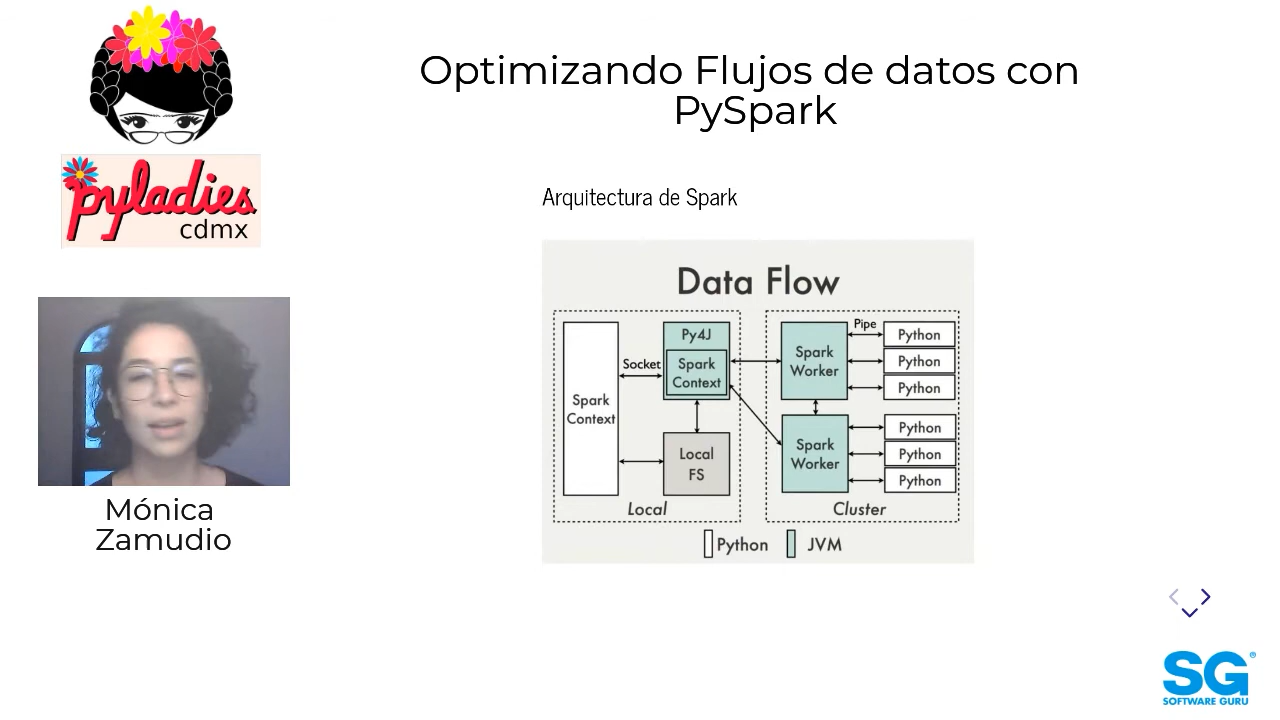 Optimizando Flujos de datos con
PySpark
pyladies
cdmx
Mónica
Zamudio
Arquitectura de Spark
Data Flow
Spark
Context
Socket
Py4J
Spark
Context
Local
FS
Local
Spark
Worker
Spark
Worker
Pipe
Python
Python
Python
Python
Python
Python
Cluster
Python
JVM
SG®
SOFTWARE GURU